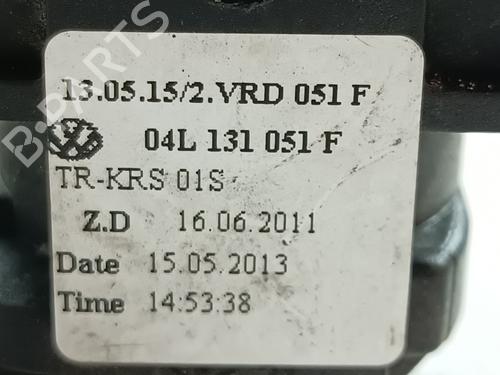 13.05.15/2.VRD 051 F
04L 131 051 F
TR-KRS 01S
Z.D 16.06.2011
Date 15.05.2013
Time 14:53:38
B-PARTS